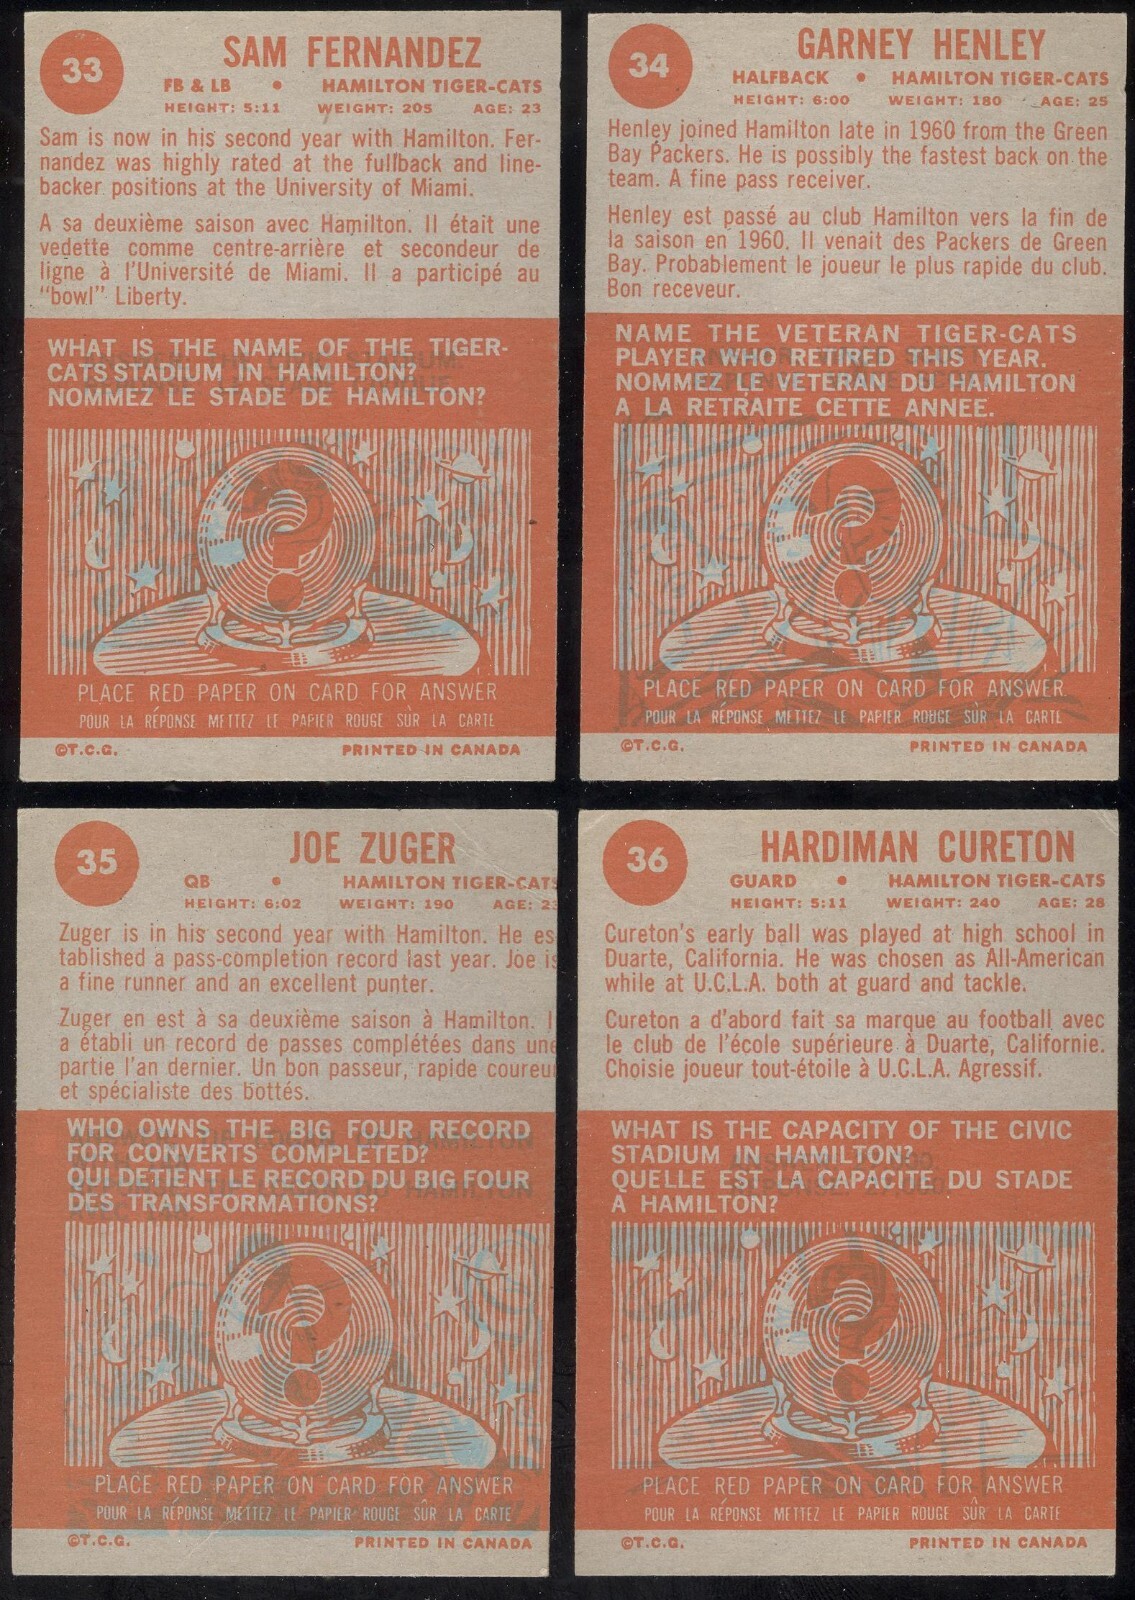 33
SAM FERNANDEZ
FB & LB • HAMILTON TIGER-CATS
HEIGHT: 5:11 WEIGHT: 205 AGE: 23
Sam is now in his second year with Hamilton. Fer-
nandez was highly rated at the fullback and line-
backer positions at the University of Miami.
A sa deuxième saison avec Hamilton. Il était une
vedette comme centre-arrière et secondeur de
ligne à l'Université de Miami. Il a participé au
"bowl" Liberty.
WHAT IS THE NAME OF THE TIGER-
CATS STADIUM IN HAMILTON?
NOMMEZ LE STADE DE HAMILTON?
PLACE RED PAPER ON CARD FOR ANSWER
POUR LA RÉPONSE METTEZ LE PAPIER ROUGE SÛR LA CARTE
©T.C.G. PRINTED IN CANADA
34
GARNEY HENLEY
HALFBACK • HAMILTON TIGER-CATS
HEIGHT: 6:00 WEIGHT: 180 AGE: 25
Henley joined Hamilton late in 1960 from the Green
Bay Packers. He is possibly the fastest back on the
team. A fine pass receiver.
Henley est passé au club Hamilton vers la fin de
la saison en 1960. Il venait des Packers de Green
Bay. Probablement le joueur le plus rapide du club.
Bon receveur.
NAME THE VETERAN TIGER-CATS
PLAYER WHO RETIRED THIS YEAR.
NOMMEZ LE VETERAN DU HAMILTON
A LA RETRAITE CETTE ANNEE.
PLACE RED PAPER ON CARD FOR ANSWER
POUR LA RÉPONSE METTEZ LE PAPIER ROUGE SÛR LA CARTE
©T.C.G. PRINTED IN CANADA
35
JOE ZUGER
QB • HAMILTON TIGER-CATS
HEIGHT: 6:02 WEIGHT: 190 AGE: 23
Zuger is in his second year with Hamilton. He es
tablished a pass-completion record last year. Joe is
a fine runner and an excellent punter.
Zuger en est à sa deuxième saison à Hamilton. I
a établi un record de passes complétées dans une
partie l'an dernier. Un bon passeur, rapide coureu
et spécialiste des bottés.
WHO OWNS THE BIG FOUR RECORD
FOR CONVERTS COMPLETED?
QUI DETIENT LE RECORD DU BIG FOUR
DES TRANSFORMATIONS?
PLACE RED PAPER ON CARD FOR ANSWER
POUR LA RÉPONSE METTEZ LE PAPIER ROUGE SÛR LA CARTE
©T.C.G. PRINTED IN CANADA
36
HARDIMAN CURETON
GUARD • HAMILTON TIGER-CATS
HEIGHT: 5:11 WEIGHT: 240 AGE: 28
Cureton's early ball was played at high school in
Duarte, California. He was chosen as All-American
while at U.C.L.A. both at guard and tackle.
Cureton a d'abord fait sa marque au football avec
le club de l'école supérieure à Duarte, Californie.
Choisie joueur tout-étoile à U.C.L.A. Agressif.
WHAT IS THE CAPACITY OF THE CIVIC
STADIUM IN HAMILTON?
QUELLE EST LA CAPACITE DU STADE
A HAMILTON?
PLACE RED PAPER ON CARD FOR ANSWER
POUR LA RÉPONSE METTEZ LE PAPIER ROUGE SÛR LA CARTE
©T.C.G. PRINTED IN CANADA